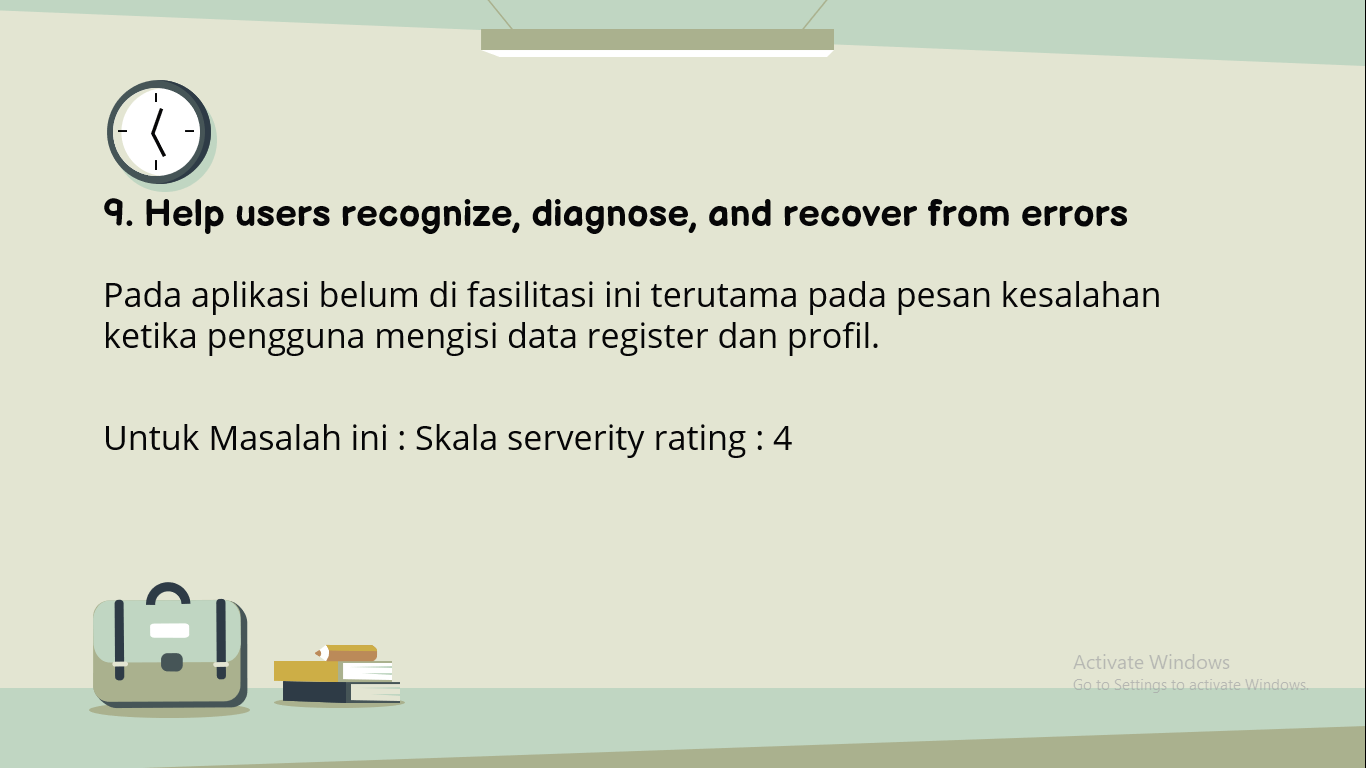 9. Help users recognize, diagnose, and recover from errors
Pada aplikasi belum di fasilitasi ini terutama pada pesan kesalahan
ketika pengguna mengisi data register dan profil.
Untuk Masalah ini : Skala serverity rating : 4
Activate Windows
Go to Settings to activate Windows.